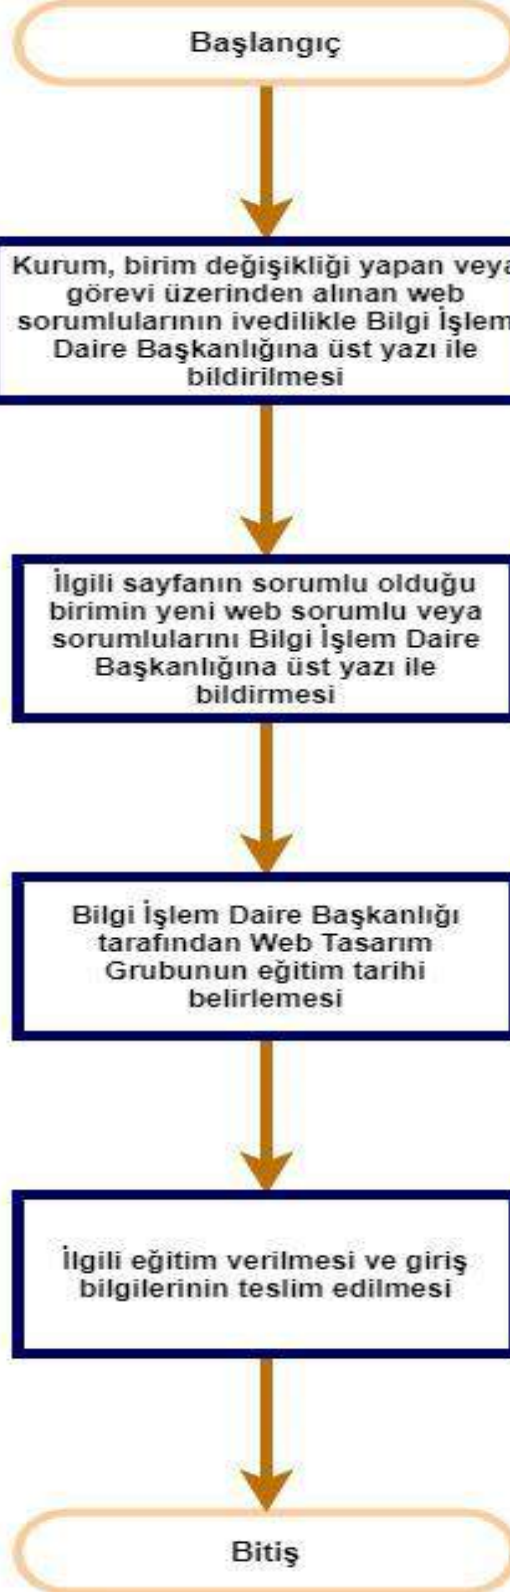 Başlangıç
Kurum, birim değişikliği yapan veya
görevi üzerinden alınan web
sorumlularının ivedilikle Bilgi İşlem
Daire Başkanlığına üst yazı ile
bildirilmesi
İlgili sayfanın sorumlu olduğu
birimin yeni web sorumlu veya
sorumlularını Bilgi İşlem Daire
Başkanlığına üst yazı ile
bildirmesi
Bilgi İşlem Daire Başkanlığı
tarafından Web Tasarım
Grubunun eğitim tarihi
belirlemesi
İlgili eğitim verilmesi ve giriş
bilgilerinin teslim edilmesi
Bitiş